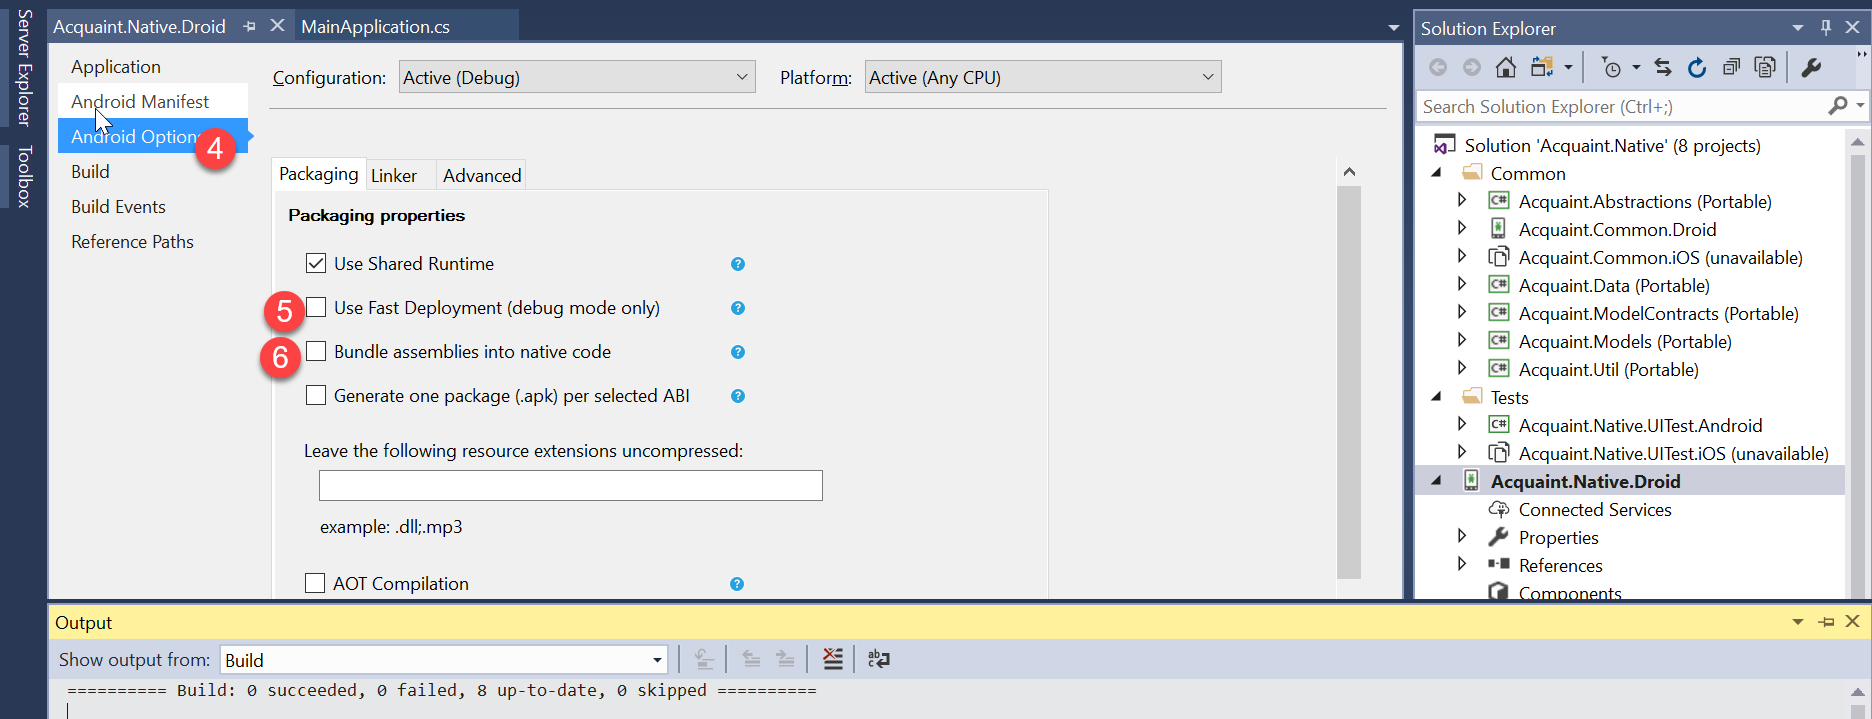 Server Explorer
Toolbox
Acquaint.Native.Droid
MainApplication.cs
Application
Android Manifest
Android Option
4
Build
Build Events
Reference Paths
Configuration:
Active (Debug)
Platform:
Active (Any CPU)
Packaging
Linker
Advanced
Packaging properties
Use Shared Runtime
?
5
Use Fast Deployment (debug mode only)
?
6
Bundle assemblies into native code
?
Generate one package (.apk) per selected ABI
?
Leave the following resource extensions uncompressed:
example: .dll;.mp3
AOT Compilation
?
Solution Explorer
Search Solution Explorer (Ctrl+;)
Solution 'Acquaint.Native' (8 projects)
Common
C# Acquaint.Abstractions (Portable)
Acquaint.Common.Droid
Acquaint.Common.iOS (unavailable)
C# Acquaint.Data (Portable)
C# Acquaint.ModelContracts (Portable)
C# Acquaint.Models (Portable)
C# Acquaint.Util (Portable)
Tests
C# Acquaint.Native.UITest.Android
Acquaint.Native.UITest.iOS (unavailable)
Acquaint.Native.Droid
Connected Services
Properties
References
Components
Output
Show output from:
Build
ab
c
========== Build: 0 succeeded, 0 failed, 8 up-to-date, 0 skipped ==========